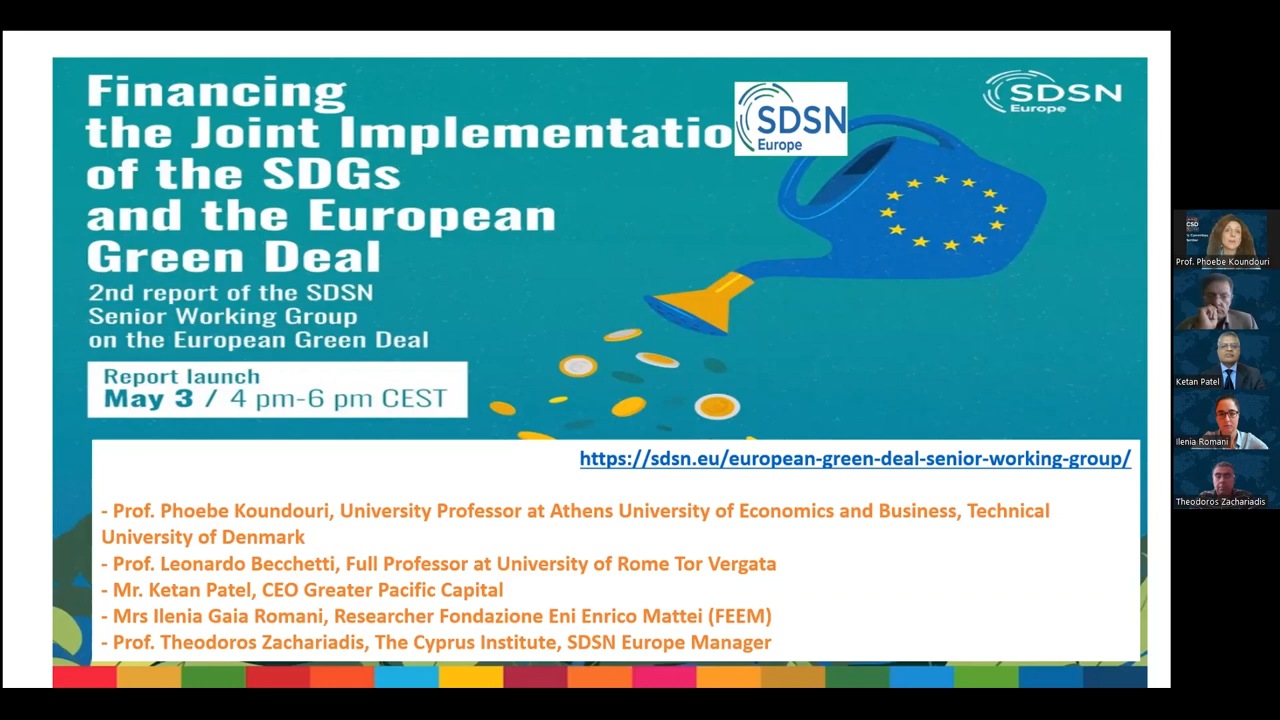 Financing
the Joint Implementatio
of the SDGs
and the European
Green Deal
2nd report of the SDSN
Senior Working Group
on the European Green Deal
Report launch
May 3 / 4 pm-6 pm CEST
SDSN
Europe
SDSN
Europe
https://sdsn.eu/european-green-deal-senior-working-group/
- Prof. Phoebe Koundouri, University Professor at Athens University of Economics and Business, Technical
University of Denmark
- Prof. Leonardo Becchetti, Full Professor at University of Rome Tor Vergata
- Mr. Ketan Patel, CEO Greater Pacific Capital
- Mrs Ilenia Gaia Romani, Researcher Fondazione Eni Enrico Mattei (FEEM)
- Prof. Theodoros Zachariadis, The Cyprus Institute, SDSN Europe Manager
CSD
Prof. Phoebe Koundouri
Ketan Patel
Ilenia Romani
Theodoros Zachariadis